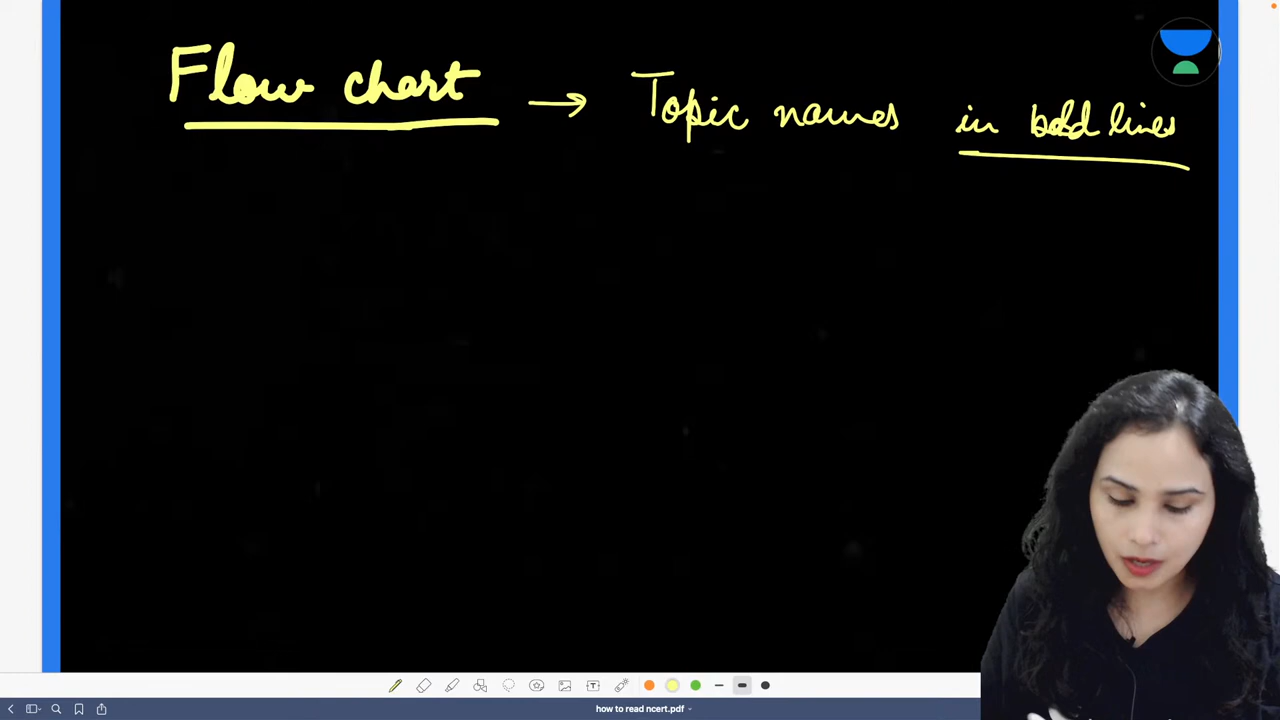 Flow chart → Topic names in bold lines
how to read ncert.pdf